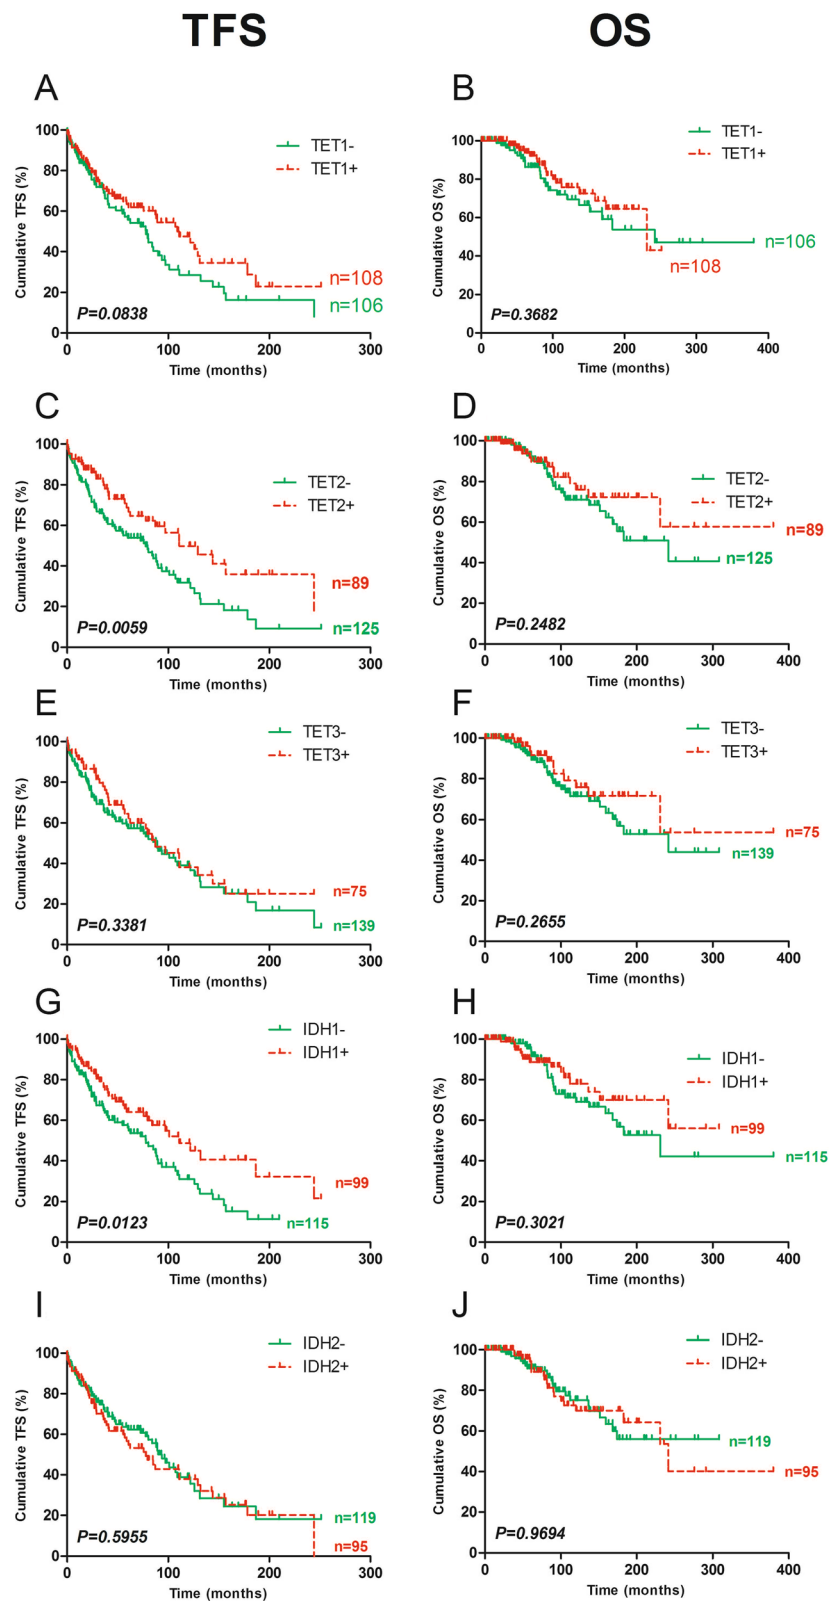 TFS OS
A B
100 80 60 40 20 0
Cumulative TFS (%)
TET1-
TET1+
n=108
n=106
P=0.0838
0 100 200 300
Time (months)
100 80 60 40 20 0
Cumulative OS (%)
TET1-
TET1+
n=106
n=108
P=0.3682
0 100 200 300 400
Time (months)
C D
100 80 60 40 20 0
Cumulative TFS (%)
TET2-
TET2+
n=89
n=125
P=0.0059
0 100 200 300
Time (months)
100 80 60 40 20 0
Cumulative OS (%)
TET2-
TET2+
n=89
n=125
P=0.2482
0 100 200 300 400
Time (months)
E F
100 80 60 40 20 0
Cumulative TFS (%)
TET3-
TET3+
n=75
n=139
P=0.3381
0 100 200 300
Time (months)
100 80 60 40 20 0
Cumulative OS (%)
TET3-
TET3+
n=75
n=139
P=0.2655
0 100 200 300 400
Time (months)
G H
100 80 60 40 20 0
Cumulative TFS (%)
IDH1-
IDH1+
n=99
n=115
P=0.0123
0 100 200 300
Time (months)
100 80 60 40 20 0
Cumulative OS (%)
IDH1-
IDH1+
n=99
n=115
P=0.3021
0 100 200 300 400
Time (months)
I J
100 80 60 40 20 0
Cumulative TFS (%)
IDH2-
IDH2+
n=119
n=95
P=0.5955
0 100 200 300
Time (months)
100 80 60 40 20 0
Cumulative OS (%)
IDH2-
IDH2+
n=119
n=95
P=0.9694
0 100 200 300 400
Time (months)